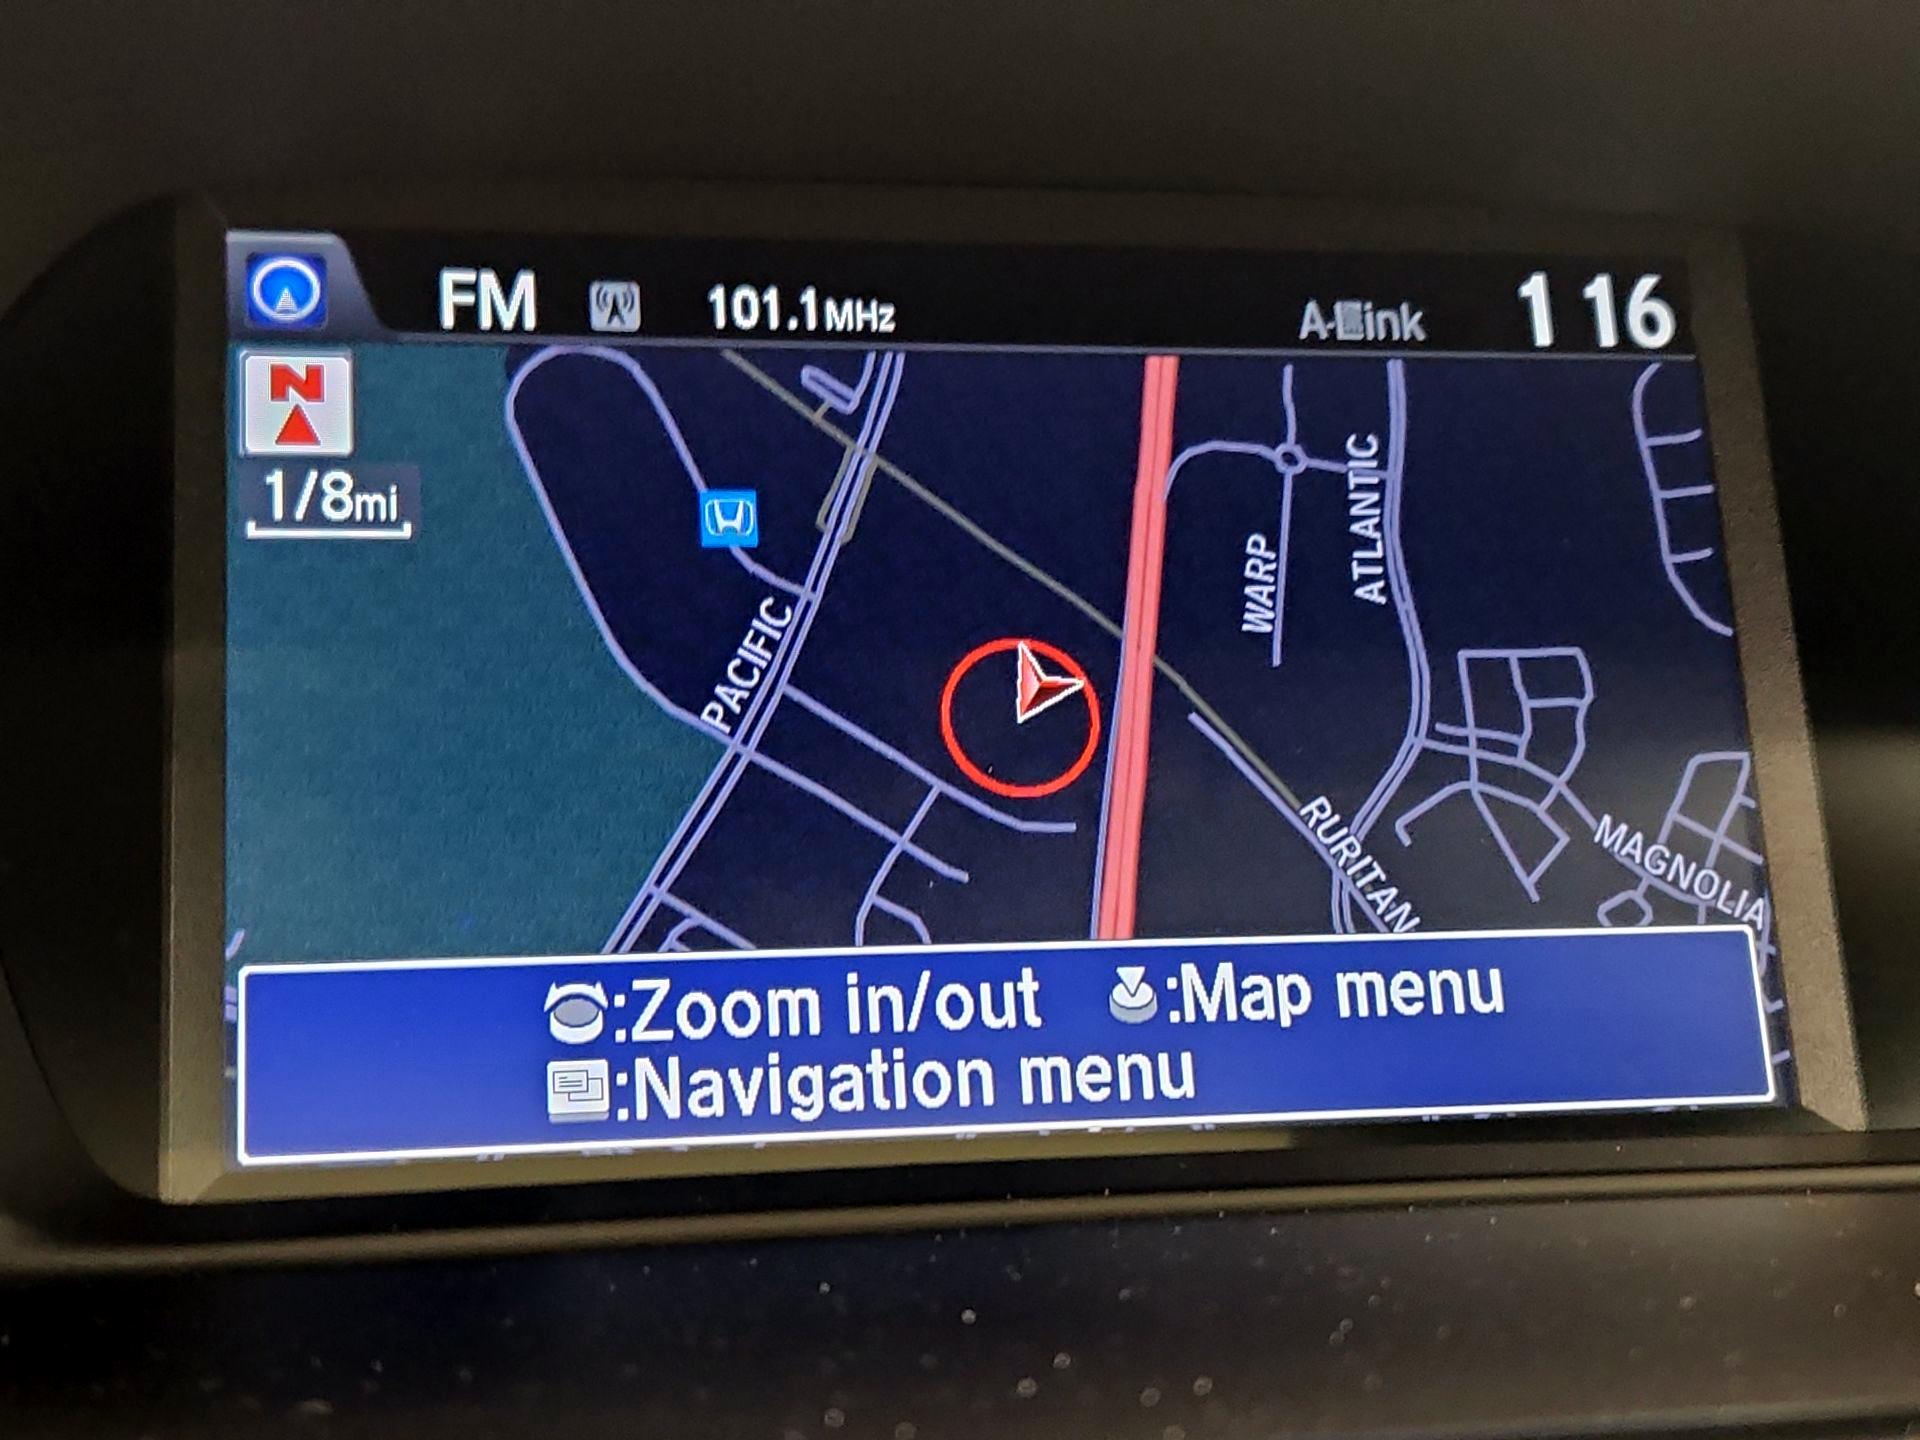 FM 101.1MHz A-Link 1 16
N
1/8mi
PACIFIC
WARP
ATLANTIC
RURITAN
MAGNOLIA
:Zoom in/out :Map menu
:Navigation menu